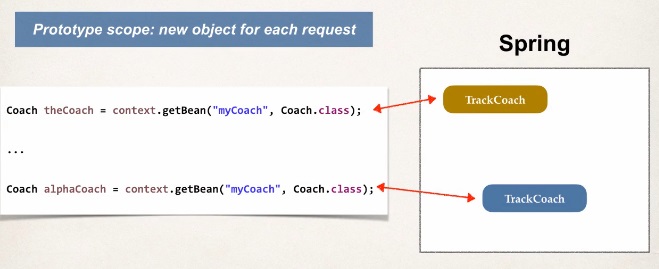 Prototype scope: new object for each request
Spring
Coach theCoach = context.getBean("myCoach", Coach.class);
...
Coach alphaCoach = context.getBean("myCoach", Coach.class);
TrackCoach
TrackCoach